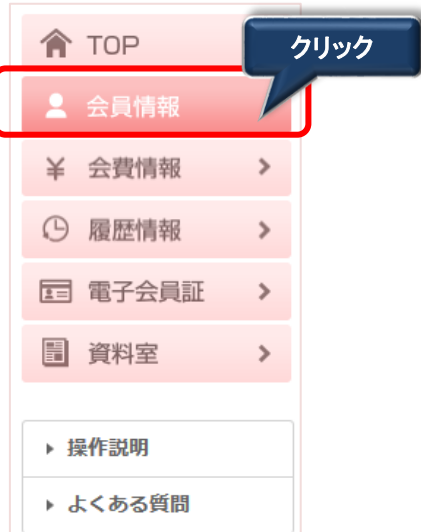 TOP
クリック
会員情報
会費情報
履歴情報
電子会員証
資料室
操作説明
よくある質問